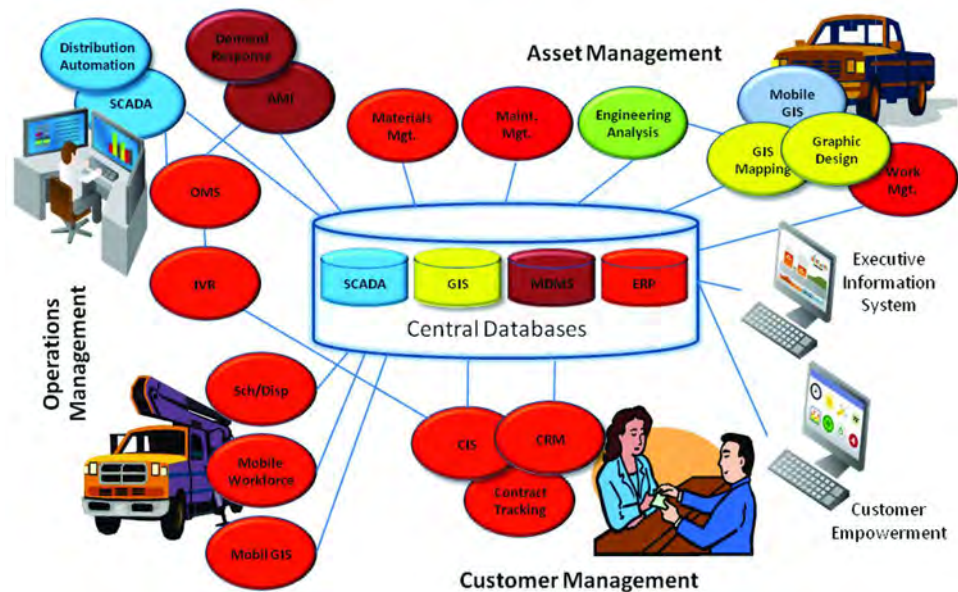 Distribution
Automation
SCADA
Demand
Response
AMI
Asset Management
Materials
Mgt.
Maint.
Mgt.
Engineering
Analysis
Mobile
GIS
GIS
Mapping
Graphic
Design
Work
Mgt.
OMS
IVR
SCADA
GIS
MDMS
ERP
Central Databases
Executive
Information
System
Operations
Management
Sch/Disp
Mobile
Workforce
Mobil GIS
CIS
CRM
Contract
Tracking
Customer
Empowerment
Customer Management